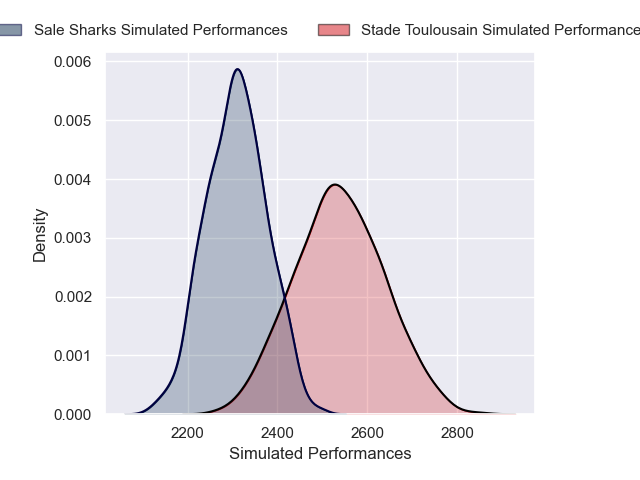 Sale Sharks Simulated Performances Stade Toulousain Simulated Performance
0.006
0.005
0.004
0.003
0.002
0.001
0.000
Density
2200 2400 2600 2800
Simulated Performances